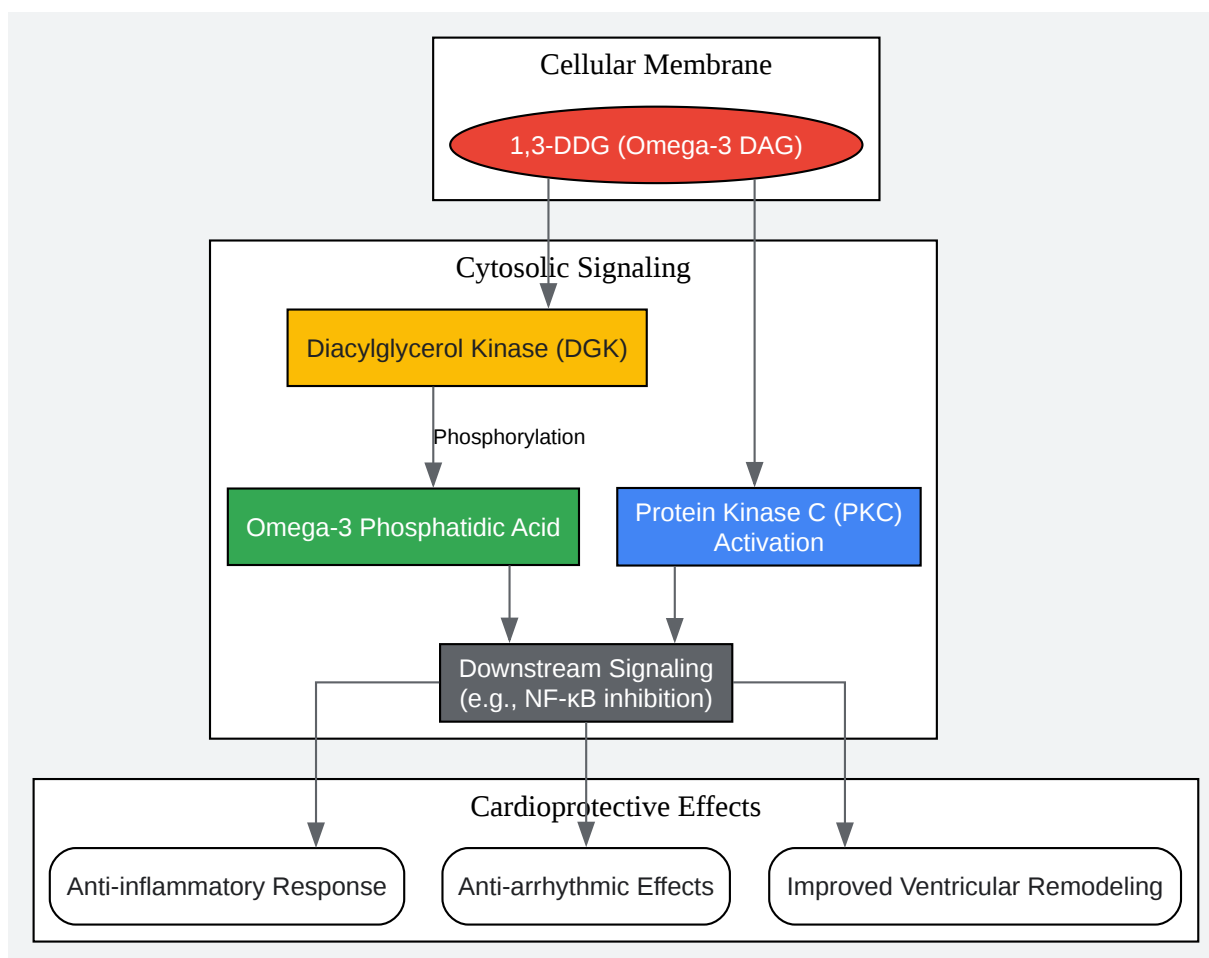 Cellular Membrane
1,3-DDG (Omega-3 DAG)
Cytosolic Signaling
Diacylglycerol Kinase (DGK)
Phosphorylation
Omega-3 Phosphatidic Acid
Protein Kinase C (PKC)
Activation
Downstream Signaling
(e.g., NF-κB inhibition)
Cardioprotective Effects
Anti-inflammatory Response
Anti-arrhythmic Effects
Improved Ventricular Remodeling